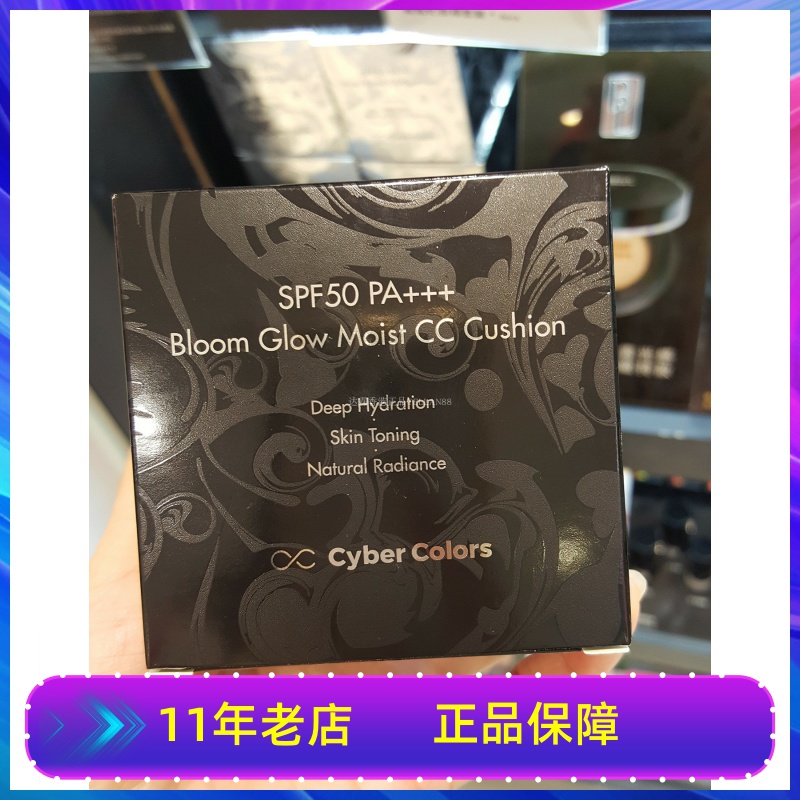 SPF50 PA+++
Bloom Glow Moist CC Cushion
Deep Hydration
Skin Toning
Natural Radiance
Cyber Colors
11年老店 正品保障